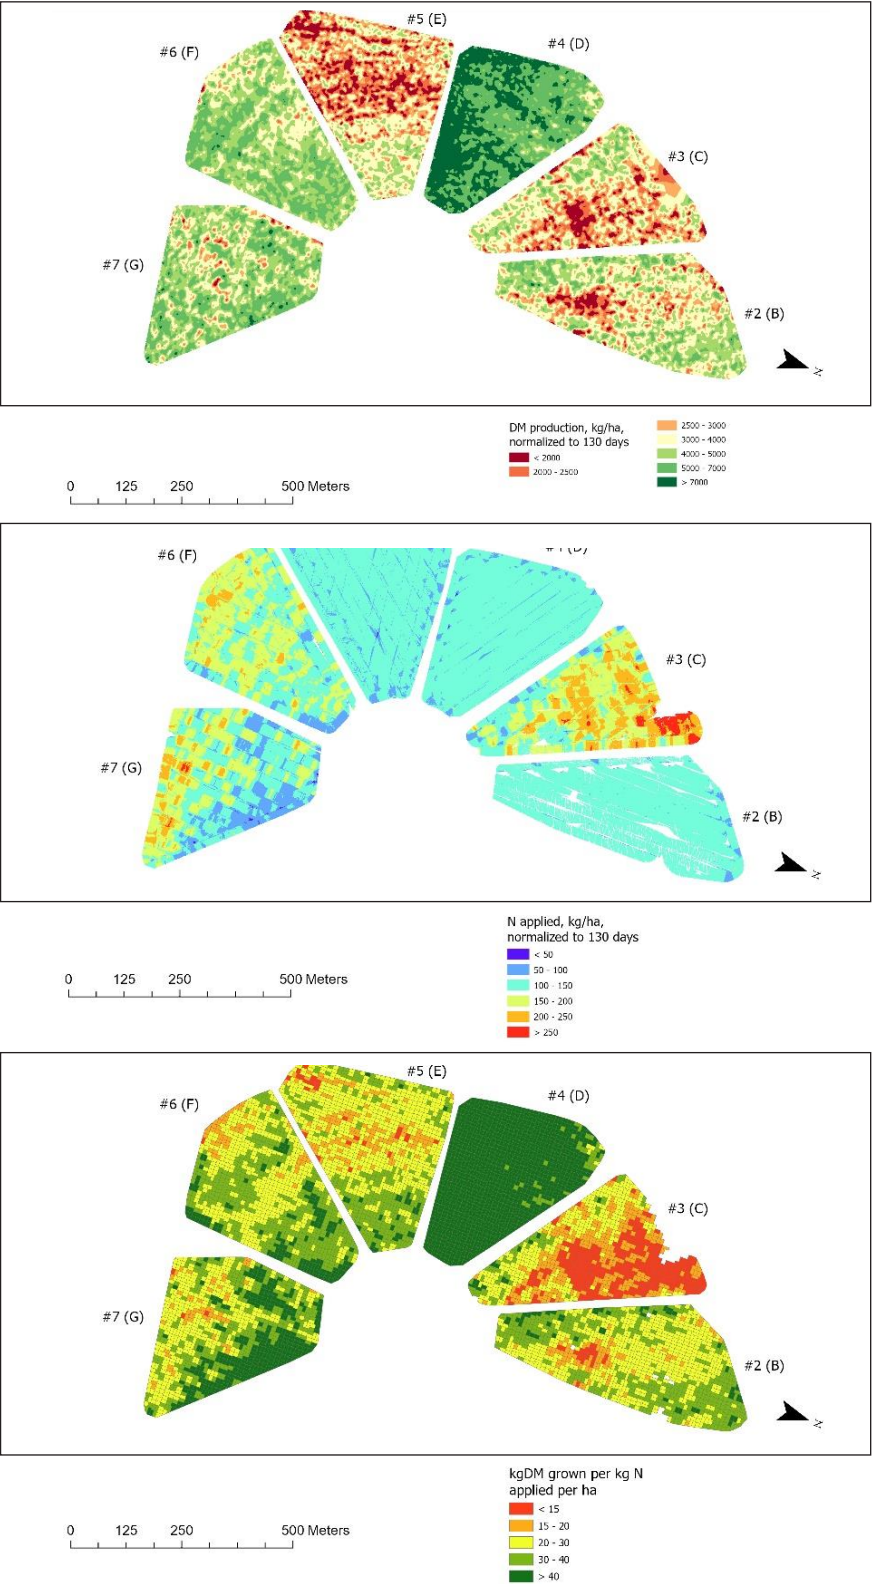 #5 (E)
#6 (F)
#4 (D)
#3 (C)
#7 (G)
#2 (B)
N
DM production, kg/ha,
normalized to 130 days
< 2000
2000 - 2500
2500 - 3000
3000 - 4000
4000 - 5000
5000 - 7000
> 7000
0 125 250 500 Meters
#6 (F)
#4 (D)
#3 (C)
#7 (G)
#2 (B)
N
N applied, kg/ha,
normalized to 130 days
< 50
50 - 100
100 - 150
150 - 200
200 - 250
> 250
0 125 250 500 Meters
#5 (E)
#6 (F)
#4 (D)
#3 (C)
#7 (G)
#2 (B)
N
kgDM grown per kg N
applied per ha
< 15
15 - 20
20 - 30
30 - 40
> 40
0 125 250 500 Meters